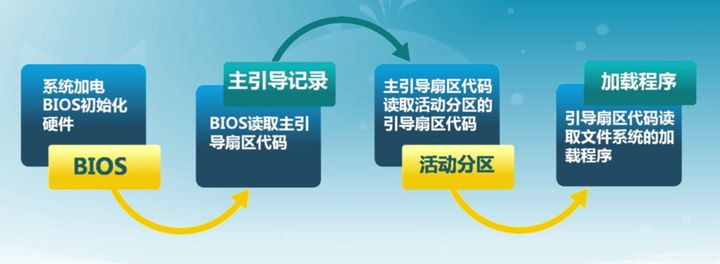 系统加电
BIOS初始化
硬件
BIOS
主引导记录
BIOS读取主引
导扇区代码
主引导扇区代码
读取活动分区的
引导扇区代码
活动分区
加载程序
引导扇区代码读
取文件系统的加
载程序